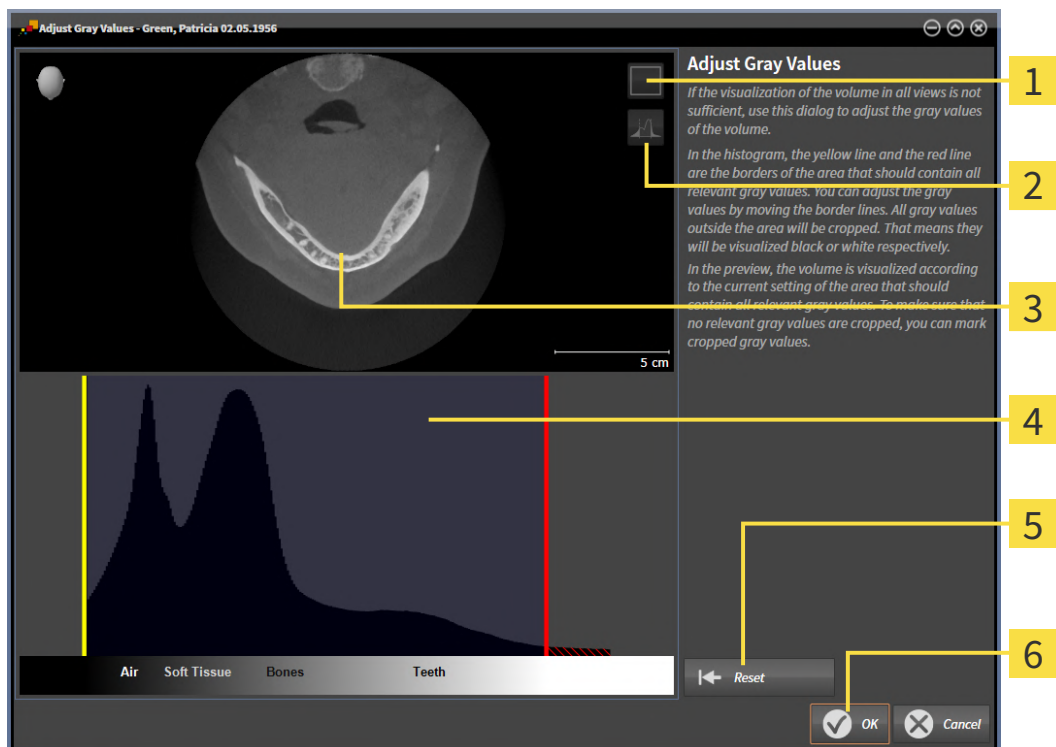 Adjust Gray Values - Green, Patricia 02.05.1956
5 cm
Air Soft Tissue Bones Teeth
Adjust Gray Values
If the visualization of the volume in all views is not
sufficient, use this dialog to adjust the gray values
of the volume.
In the histogram, the yellow line and the red line
are the borders of the area that should contain all
relevant gray values. You can adjust the gray
values by moving the border lines. All gray values
outside the area will be cropped. That means they
will be visualized black or white respectively.
In the preview, the volume is visualized according
to the current setting of the area that should
contain all relevant gray values. To make sure that
no relevant gray values are cropped, you can mark
cropped gray values.
Reset
OK Cancel
1
2
3
4
5
6